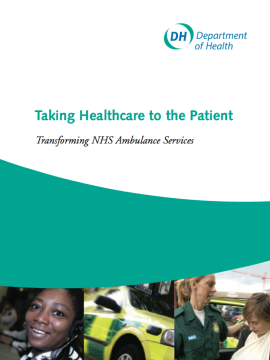 DH Department
of Health
Taking Healthcare to the Patient
Transforming NHS Ambulance Services